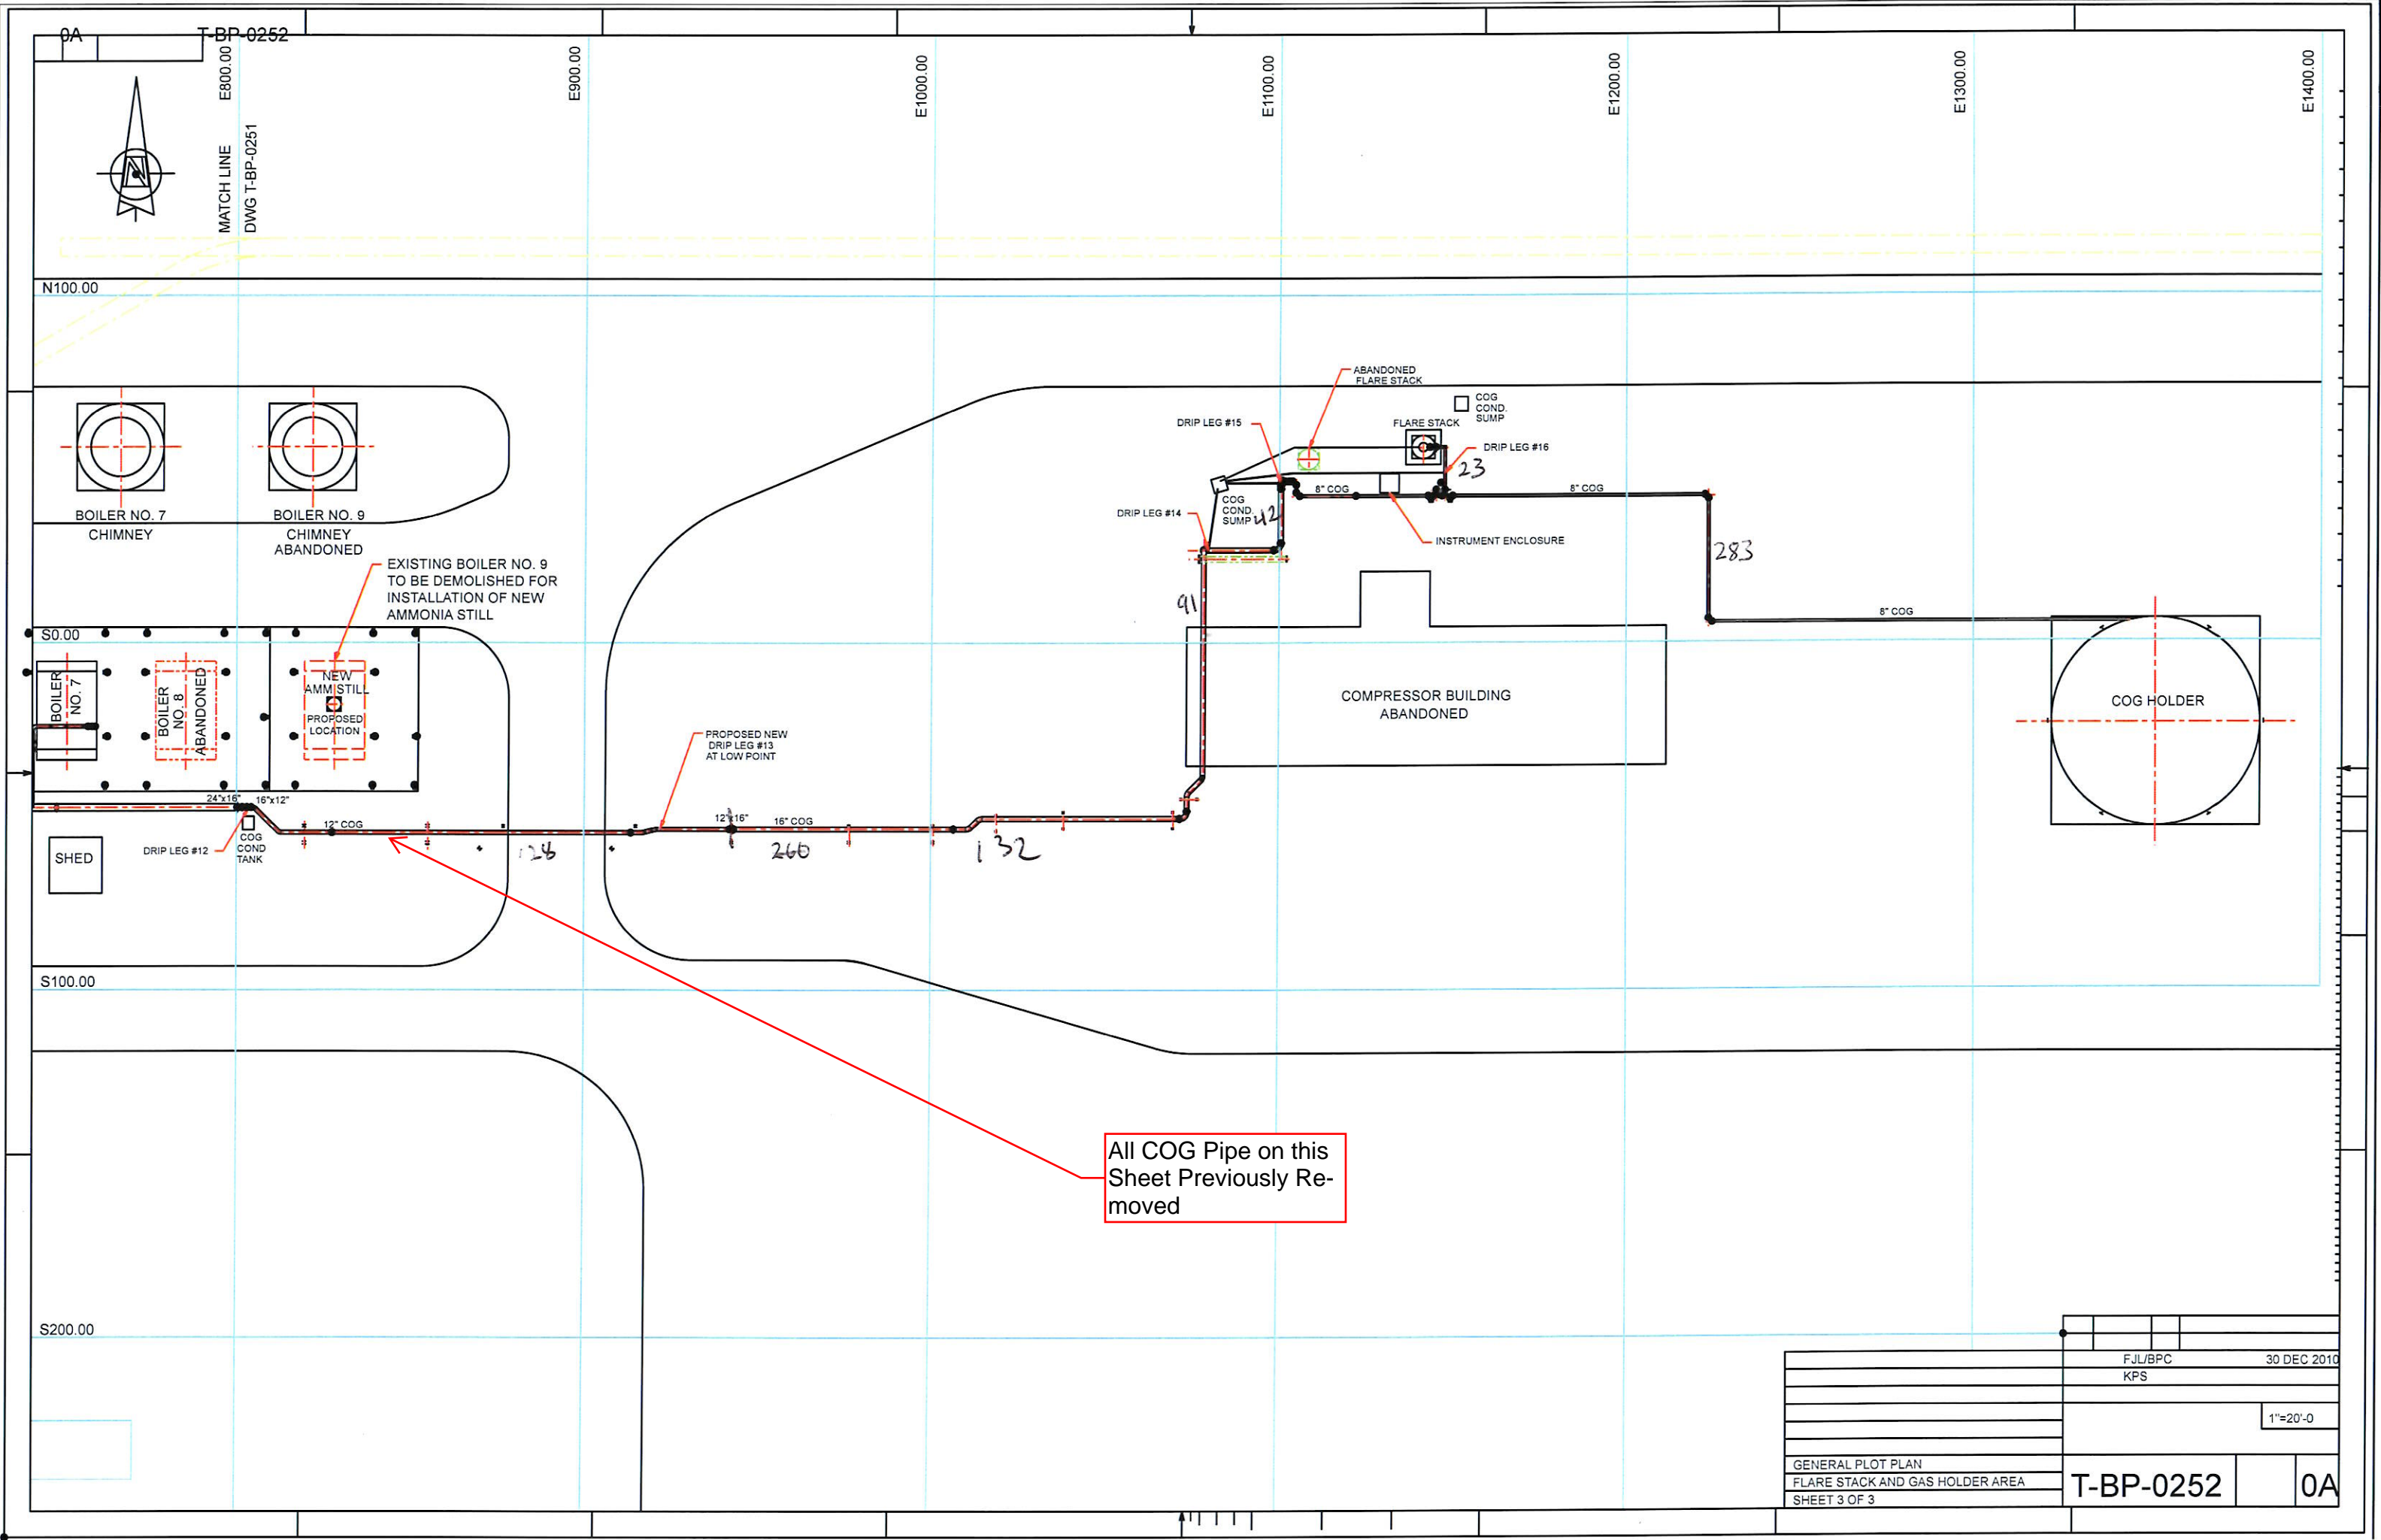 0A
T-BP-0252
E800.00
E900.00
E1000.00
E1100.00
E1200.00
E1300.00
E1400.00
MATCH LINE
DWG T-BP-0251
N
N100.00
ABANDONED
FLARE STACK
COG
COND.
SUMP
DRIP LEG #15
FLARE STACK
DRIP LEG #16
23
8" COG
8" COG
COG
COND.
SUMP
42
DRIP LEG #14
INSTRUMENT ENCLOSURE
283
BOILER NO. 7
CHIMNEY
BOILER NO. 9
CHIMNEY
ABANDONED
EXISTING BOILER NO. 9
TO BE DEMOLISHED FOR
INSTALLATION OF NEW
AMMONIA STILL
91
8" COG
S0.00
BOILER
NO. 7
BOILER
NO. 8
ABANDONED
NEW
AMM STILL
PROPOSED
LOCATION
COMPRESSOR BUILDING
ABANDONED
COG HOLDER
PROPOSED NEW
DRIP LEG #13
AT LOW POINT
24"x16"
16"x12"
12" COG
12"x16"
16" COG
COG
COND
TANK
DRIP LEG #12
SHED
128
260
132
S100.00
All COG Pipe on this
Sheet Previously Re-
moved
S200.00
FJL/BPC
30 DEC 2010
KPS
1"=20'-0
GENERAL PLOT PLAN
FLARE STACK AND GAS HOLDER AREA
SHEET 3 OF 3
T-BP-0252
0A